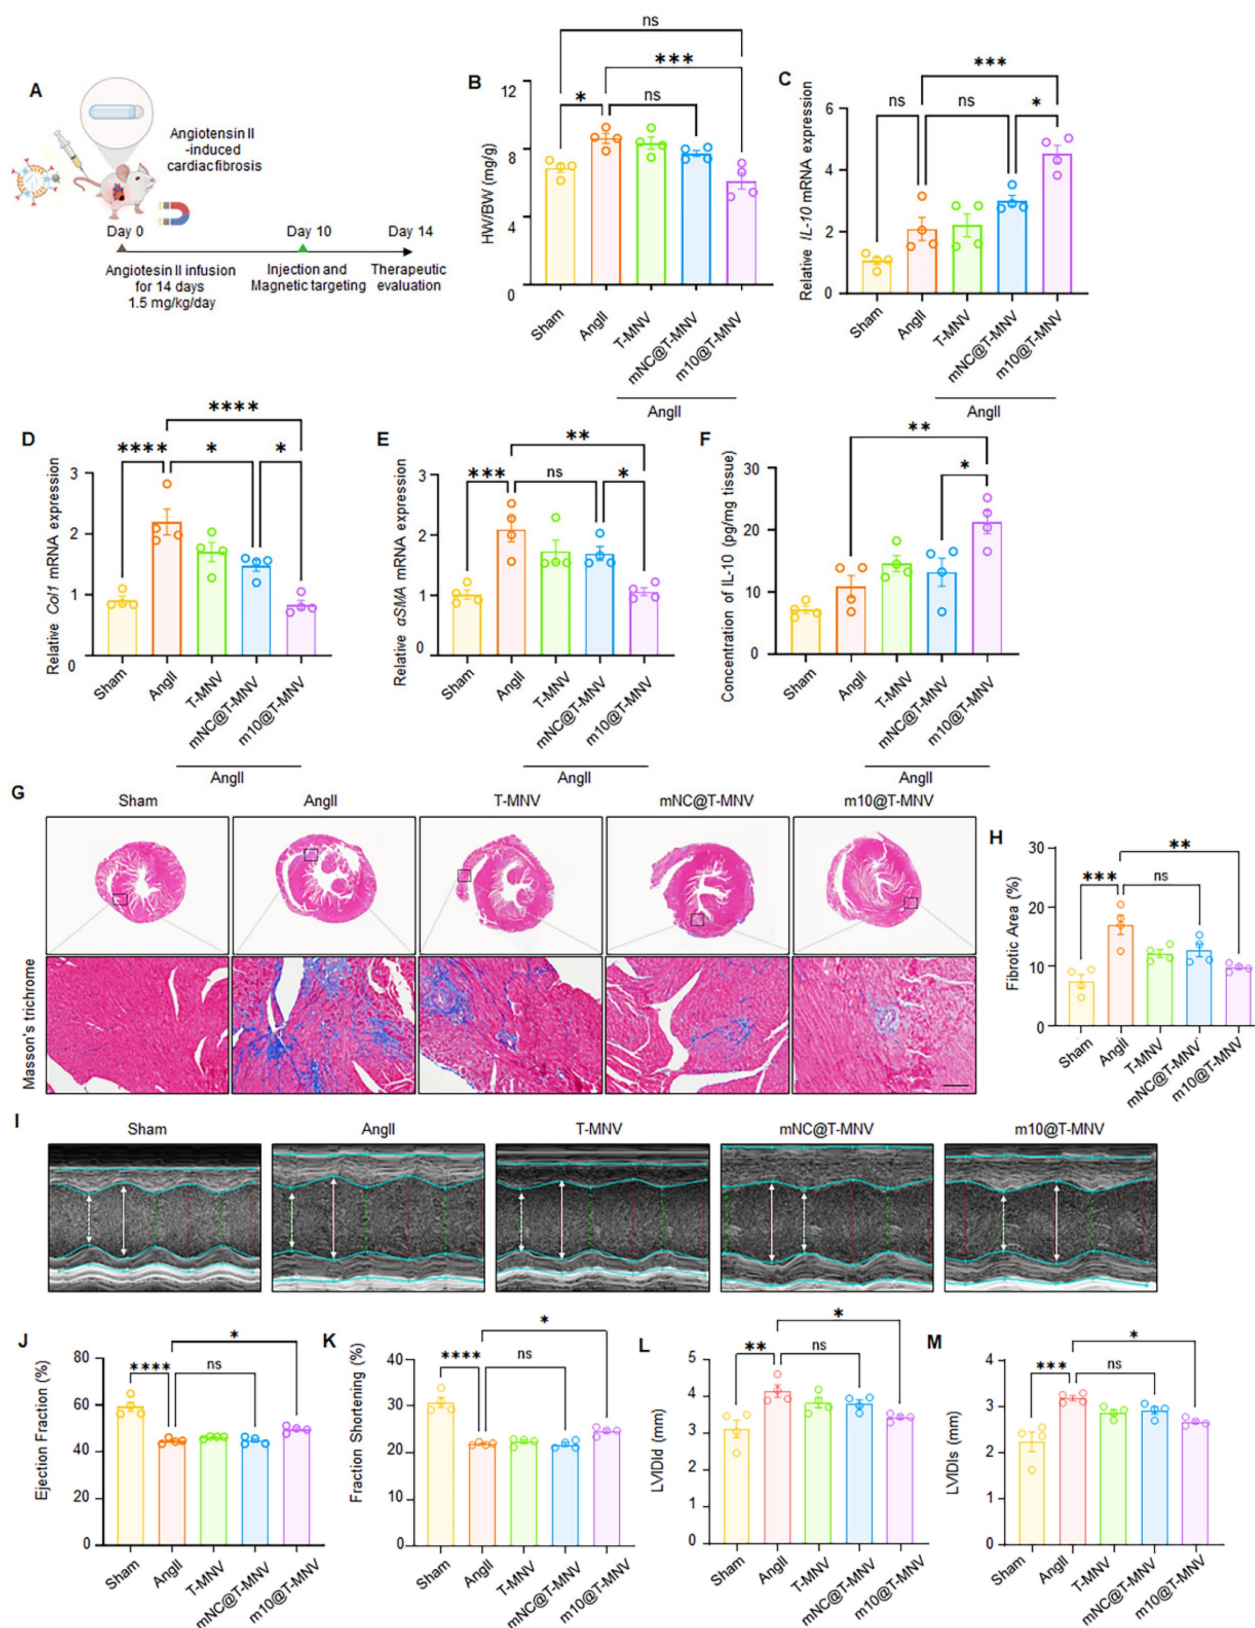 A
Angiotensin II
-induced
cardiac fibrosis
Day 0
Day 10
Day 14
Angiotesin II infusion
for 14 days
1.5 mg/kg/day
Injection and
Magnetic targeting
Therapeutic
evaluation
B
ns
***
*
ns
HW/BW (mg/g)
12
8
4
0
Sham
AngII
T-MNV
mNC@T-MNV
m10@T-MNV
AngII
C
***
ns
ns
*
Relative IL-10 mRNA expression
6
4
2
0
Sham
AngII
T-MNV
mNC@T-MNV
m10@T-MNV
AngII
D
****
****
*
*
Relative Col1 mRNA expression
3
2
1
0
Sham
AngII
T-MNV
mNC@T-MNV
m10@T-MNV
AngII
E
**
***
ns
*
Relative αSMA mRNA expression
3
2
1
0
Sham
AngII
T-MNV
mNC@T-MNV
m10@T-MNV
AngII
F
**
*
Concentration of IL-10 (pg/mg tissue)
30
20
10
0
Sham
AngII
T-MNV
mNC@T-MNV
m10@T-MNV
AngII
G
Sham
AngII
T-MNV
mNC@T-MNV
m10@T-MNV
Masson's trichrome
H
**
***
ns
Fibrotic Area (%)
30
20
10
0
Sham
AngII
T-MNV
mNC@T-MNV
m10@T-MNV
I
Sham
AngII
T-MNV
mNC@T-MNV
m10@T-MNV
J
*
****
ns
Ejection Fraction (%)
80
60
40
20
0
Sham
AngII
T-MNV
mNC@T-MNV
m10@T-MNV
K
*
****
ns
Fraction Shortening (%)
40
30
20
10
0
Sham
AngII
T-MNV
mNC@T-MNV
m10@T-MNV
L
*
**
ns
LVIDId (mm)
5
4
3
2
1
0
Sham
AngII
T-MNV
mNC@T-MNV
m10@T-MNV
M
*
***
ns
LVIDIs (mm)
4
3
2
1
0
Sham
AngII
T-MNV
mNC@T-MNV
m10@T-MNV